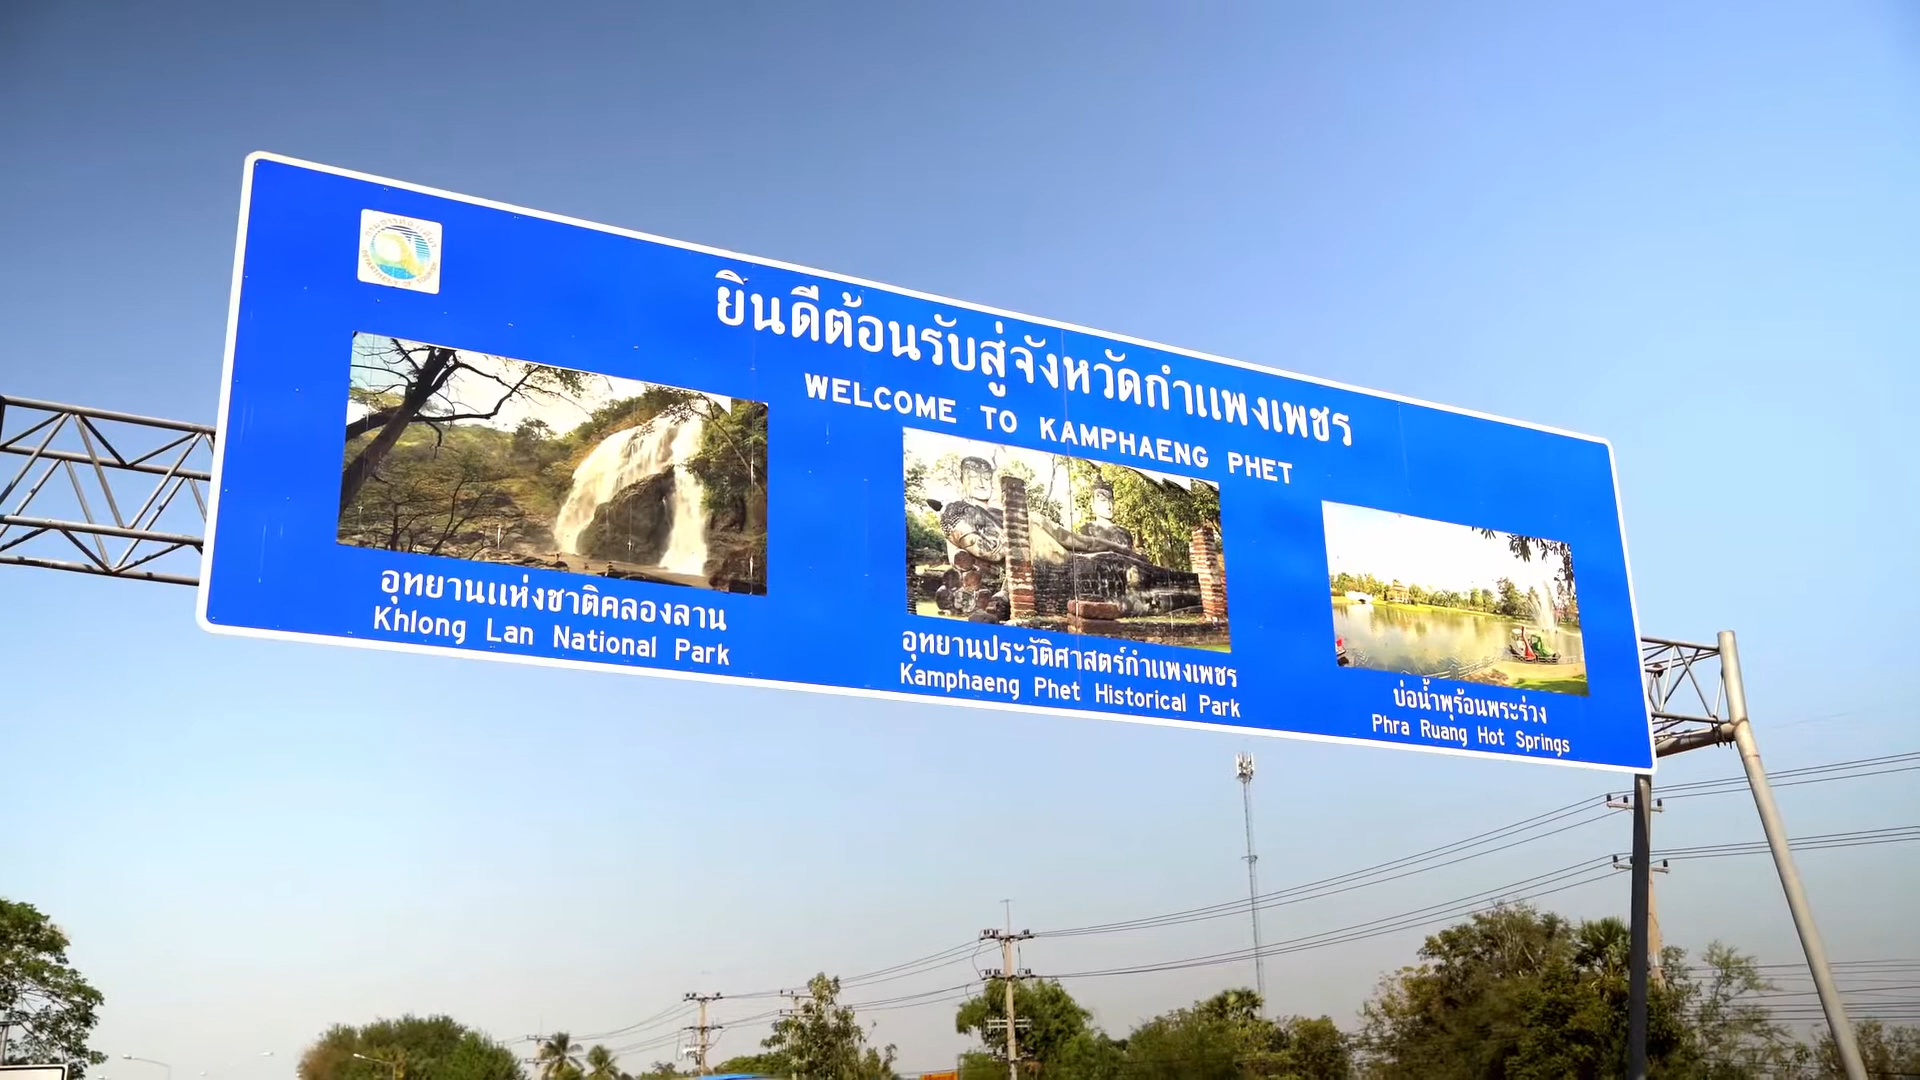 ยินดีต้อนรับสู่จังหวัดกำแพงเพชร
WELCOME TO KAMPHAENG PHET
อุทยานแห่งชาติคลองลาน
Khlong Lan National Park
อุทยานประวัติศาสตร์กำแพงเพชร
Kamphaeng Phet Historical Park
บ่อน้ำพุร้อนพระร่วง
Phra Ruang Hot Springs